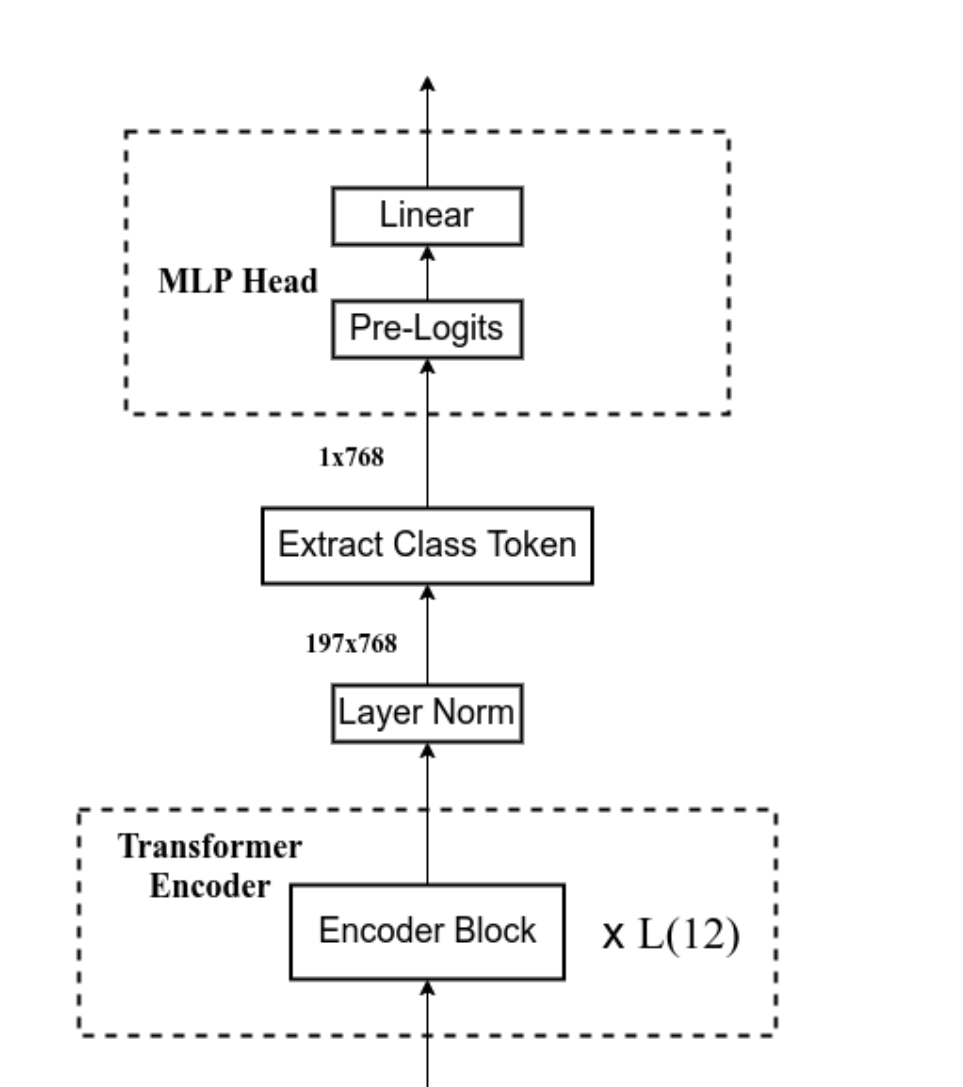 Linear
MLP Head
Pre-Logits
1x768
Extract Class Token
197x768
Layer Norm
Transformer
Encoder
Encoder Block
x L(12)